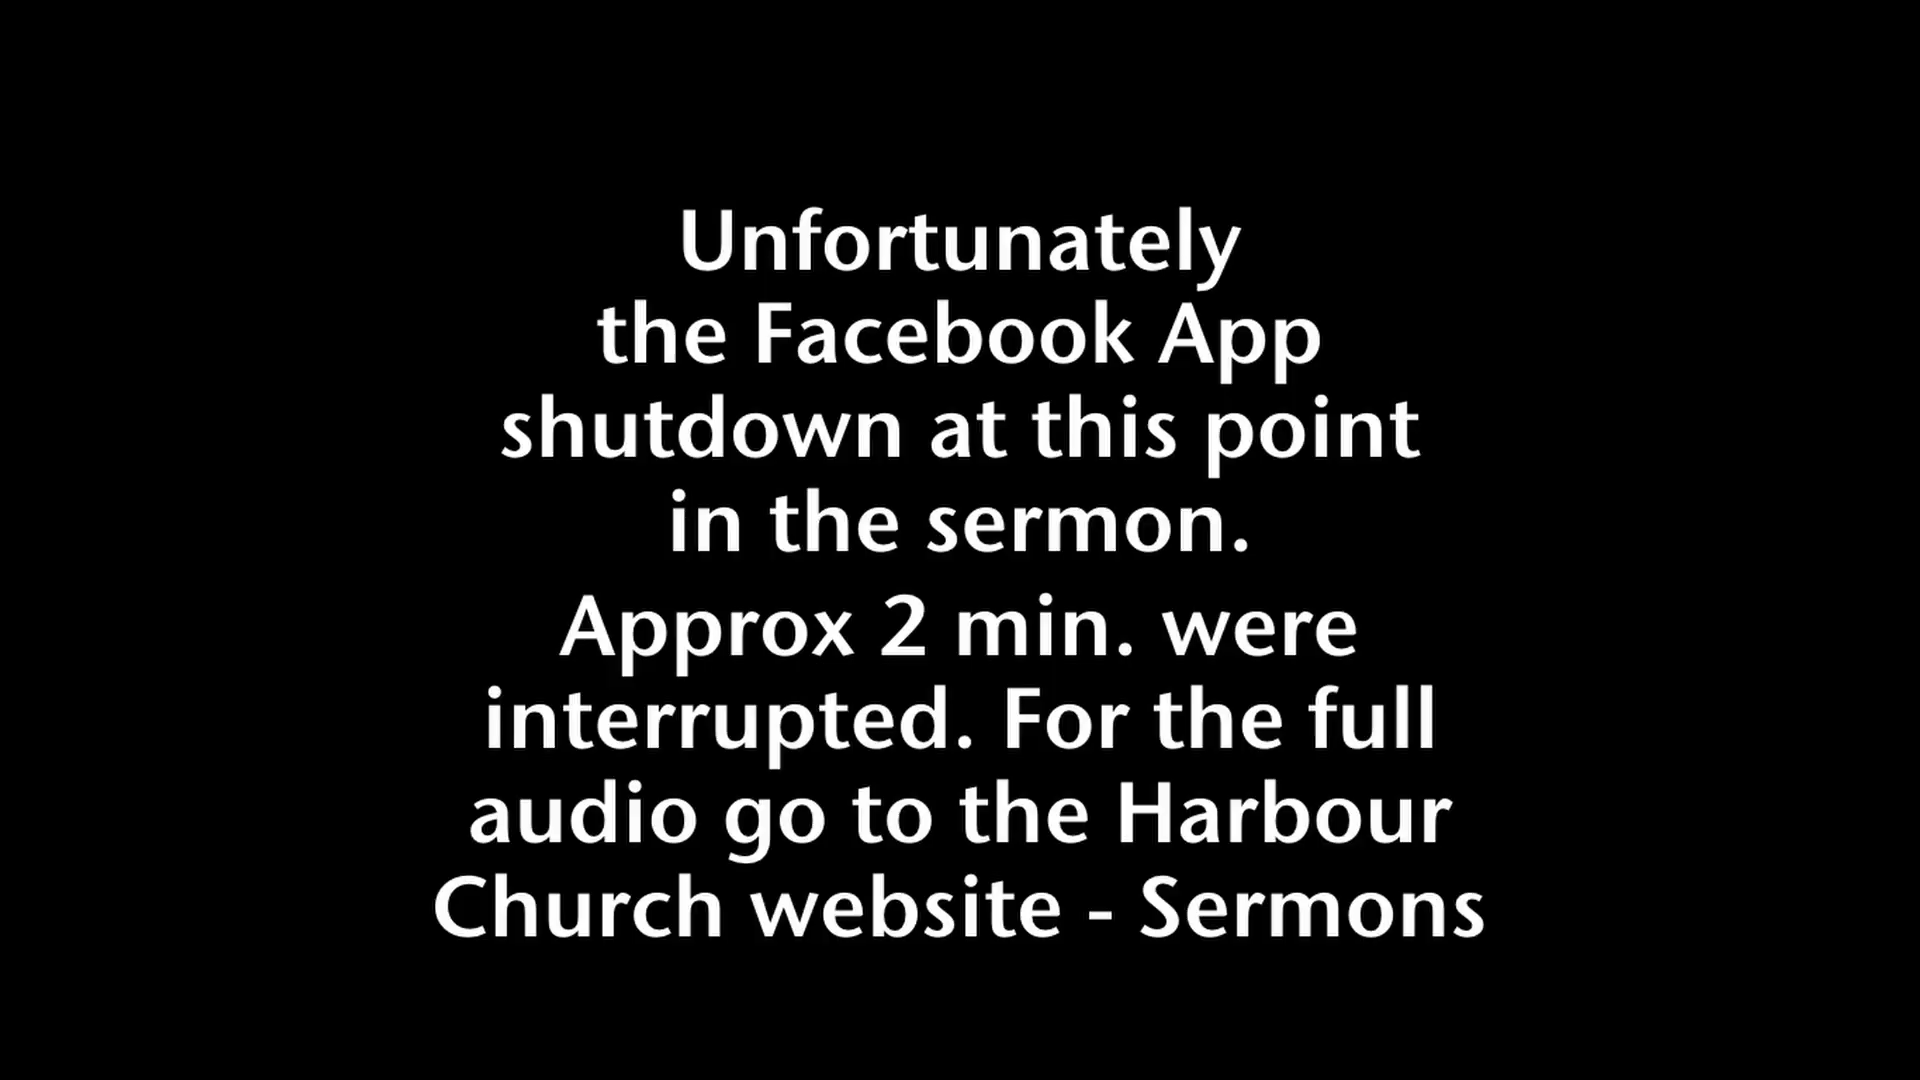 Unfortunately
the Facebook App
shutdown at this point
in the sermon.
Approx 2 min. were
interrupted. For the full
audio go to the Harbour
Church website - Sermons